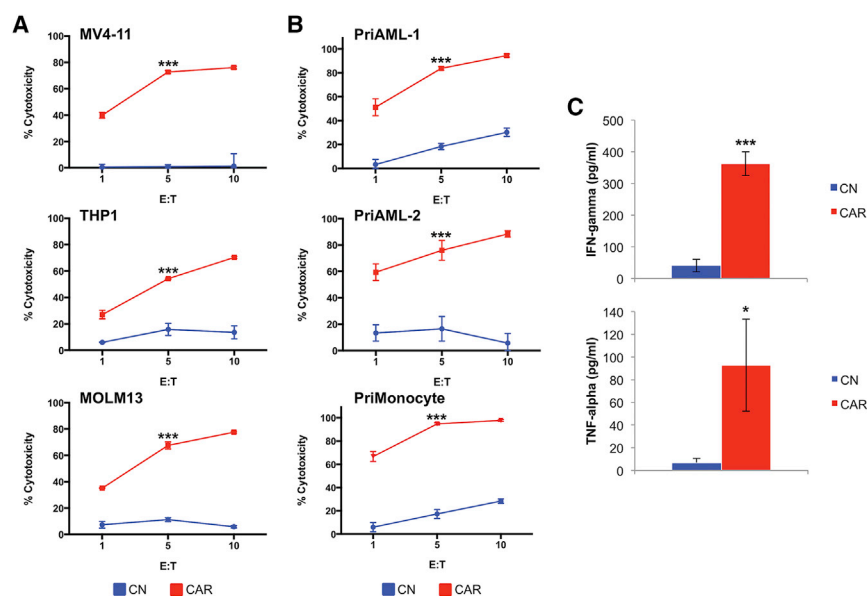 A
MV4-11
% Cytotoxicity
100
80
60
40
20
0
***
1 5 10
E:T
THP1
% Cytotoxicity
100
80
60
40
20
0
***
1 5 10
E:T
MOLM13
% Cytotoxicity
100
80
60
40
20
0
***
1 5 10
E:T
CN CAR
B
PriAML-1
% Cytotoxicity
100
80
60
40
20
0
***
1 5 10
E:T
PriAML-2
% Cytotoxicity
100
80
60
40
20
0
***
1 5 10
E:T
PriMonocyte
% Cytotoxicity
100
80
60
40
20
0
***
1 5 10
E:T
CN CAR
C
IFN-gamma (pg/ml)
500
400
300
200
100
0
***
CN
CAR
TNF-alpha (pg/ml)
140
120
100
80
60
40
20
0
*
CN
CAR